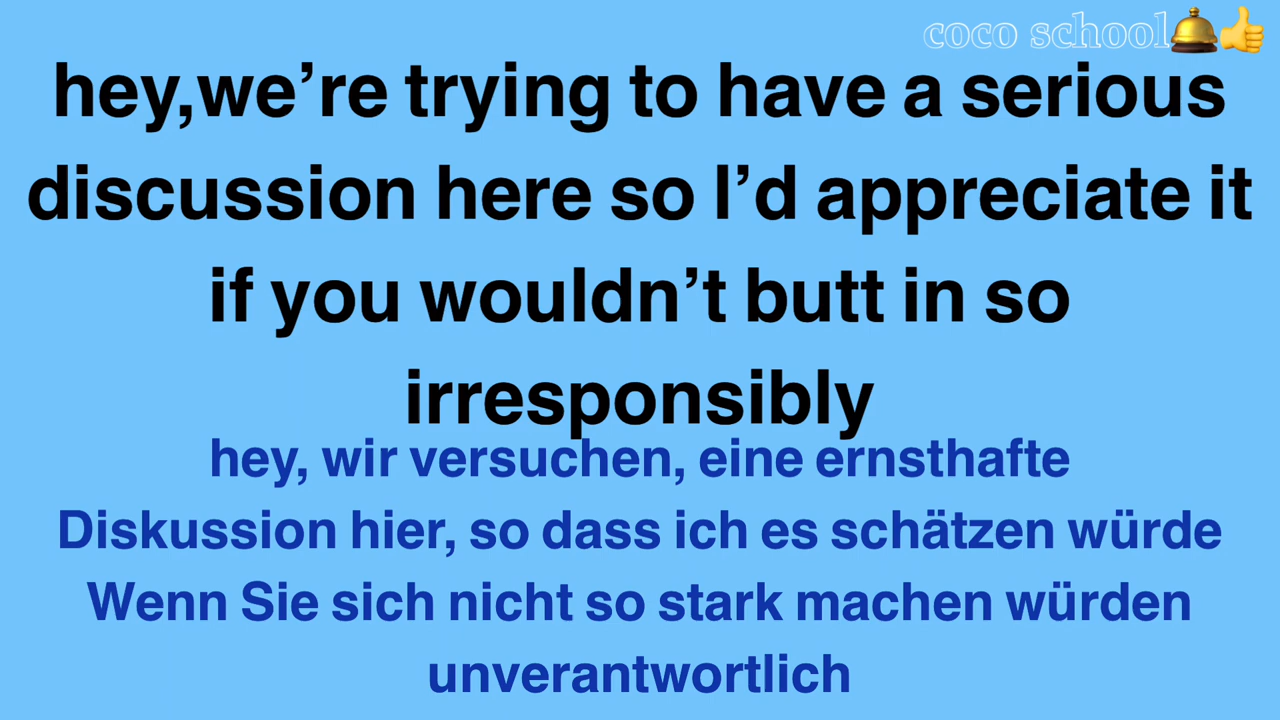 coco school🛎️👍
hey,we’re trying to have a serious
discussion here so I’d appreciate it
if you wouldn’t butt in so
irresponsibly
hey, wir versuchen, eine ernsthafte
Diskussion hier, so dass ich es schätzen würde
Wenn Sie sich nicht so stark machen würden
unverantwortlich